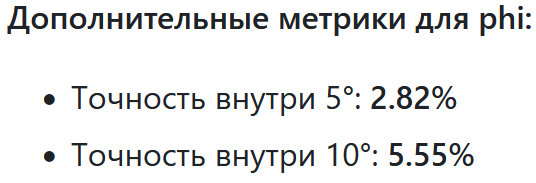 Дополнительные метрики для phi:
• Точность внутри 5°: 2.82%
• Точность внутри 10°: 5.55%